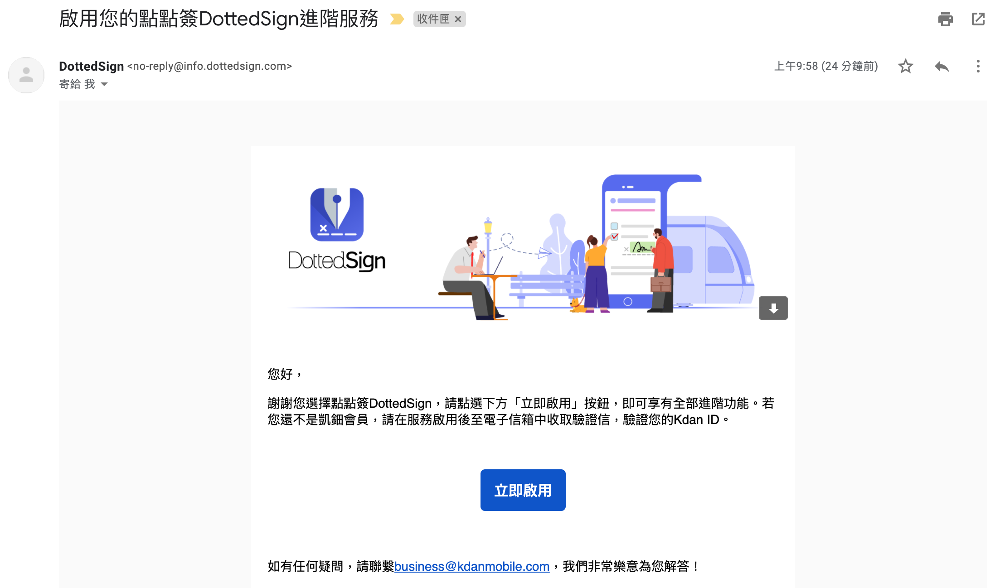 啟用您的點點簽DottedSign進階服務
收件匣 ×
DottedSign <no-reply@info.dottedsign.com>
上午9:58 (24 分鐘前)
寄給 我
DottedSign
您好，
謝謝您選擇點點簽DottedSign，請點選下方「立即啟用」按鈕，即可享有全部進階功能。若
您還不是凱鈿會員，請在服務啟用後至電子信箱中收取驗證信，驗證您的Kdan ID。
立即啟用
如有任何疑問，請聯繫business@kdanmobile.com，我們非常樂意為您解答！